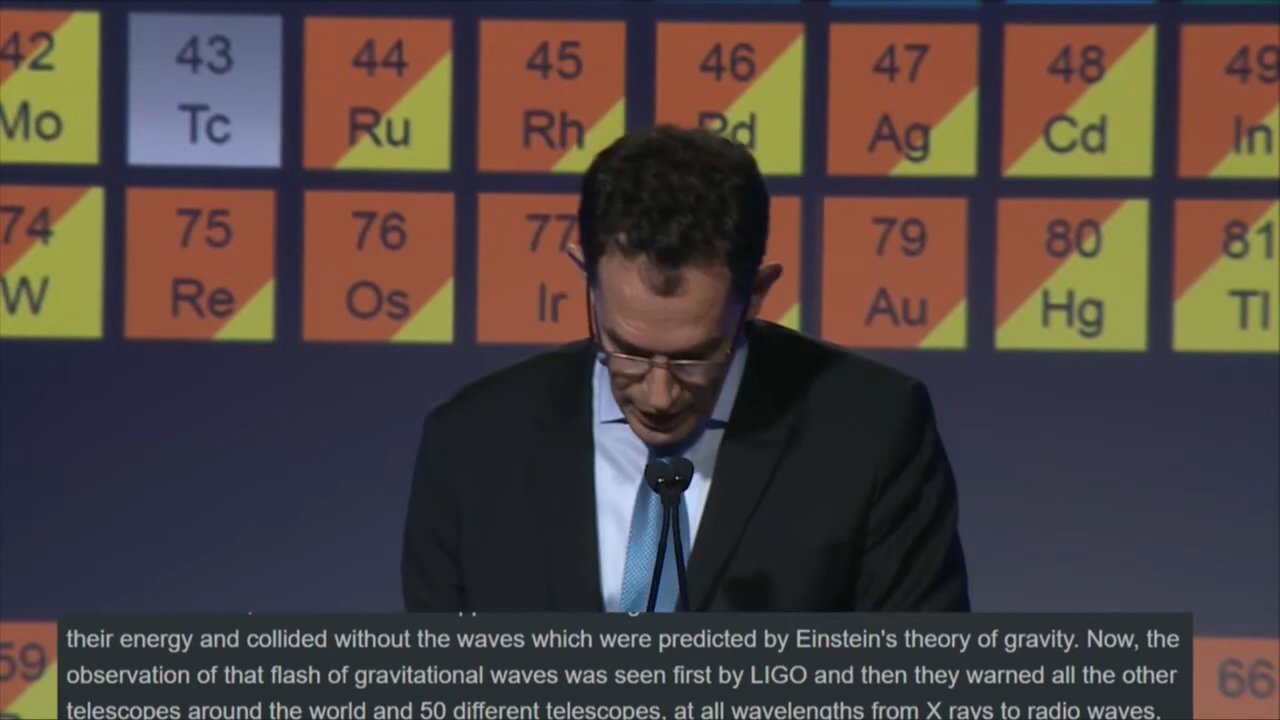 42 43 44 45 46 47 48 49
Mo Tc Ru Rh Pd Ag Cd In
74 75 76 77 79 80 81
W Re Os Ir Au Hg Tl
59 66
their energy and collided without the waves which were predicted by Einstein's theory of gravity. Now, the
observation of that flash of gravitational waves was seen first by LIGO and then they warned all the other
telescopes around the world and 50 different telescopes, at all wavelengths from X rays to radio waves,